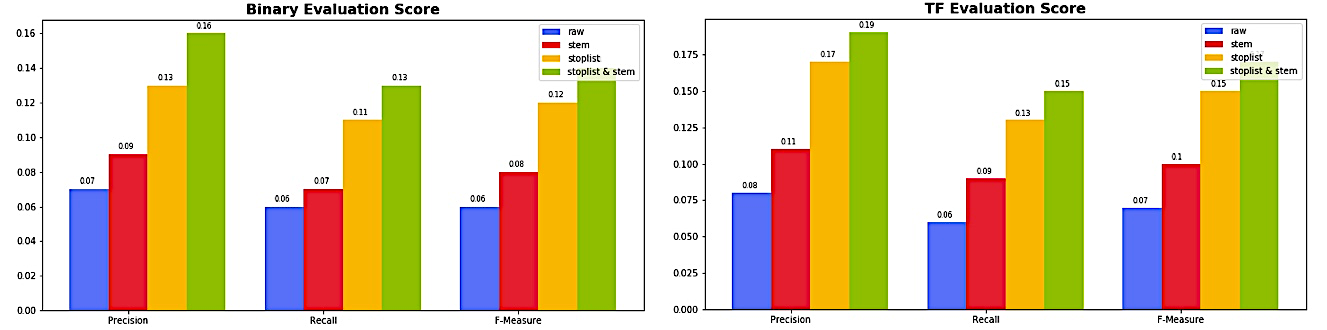 Binary Evaluation Score
raw
stem
stoplist
stoplist & stem
0.16
0.14
0.12
0.10
0.08
0.06
0.04
0.02
0.00
0.07
0.09
0.13
0.16
0.06
0.07
0.11
0.13
0.06
0.08
0.12
Precision
Recall
F-Measure
TF Evaluation Score
raw
stem
stoplist
stoplist & stem
0.175
0.150
0.125
0.100
0.075
0.050
0.025
0.000
0.08
0.11
0.17
0.19
0.06
0.09
0.13
0.15
0.07
0.1
0.15
Precision
Recall
F-Measure